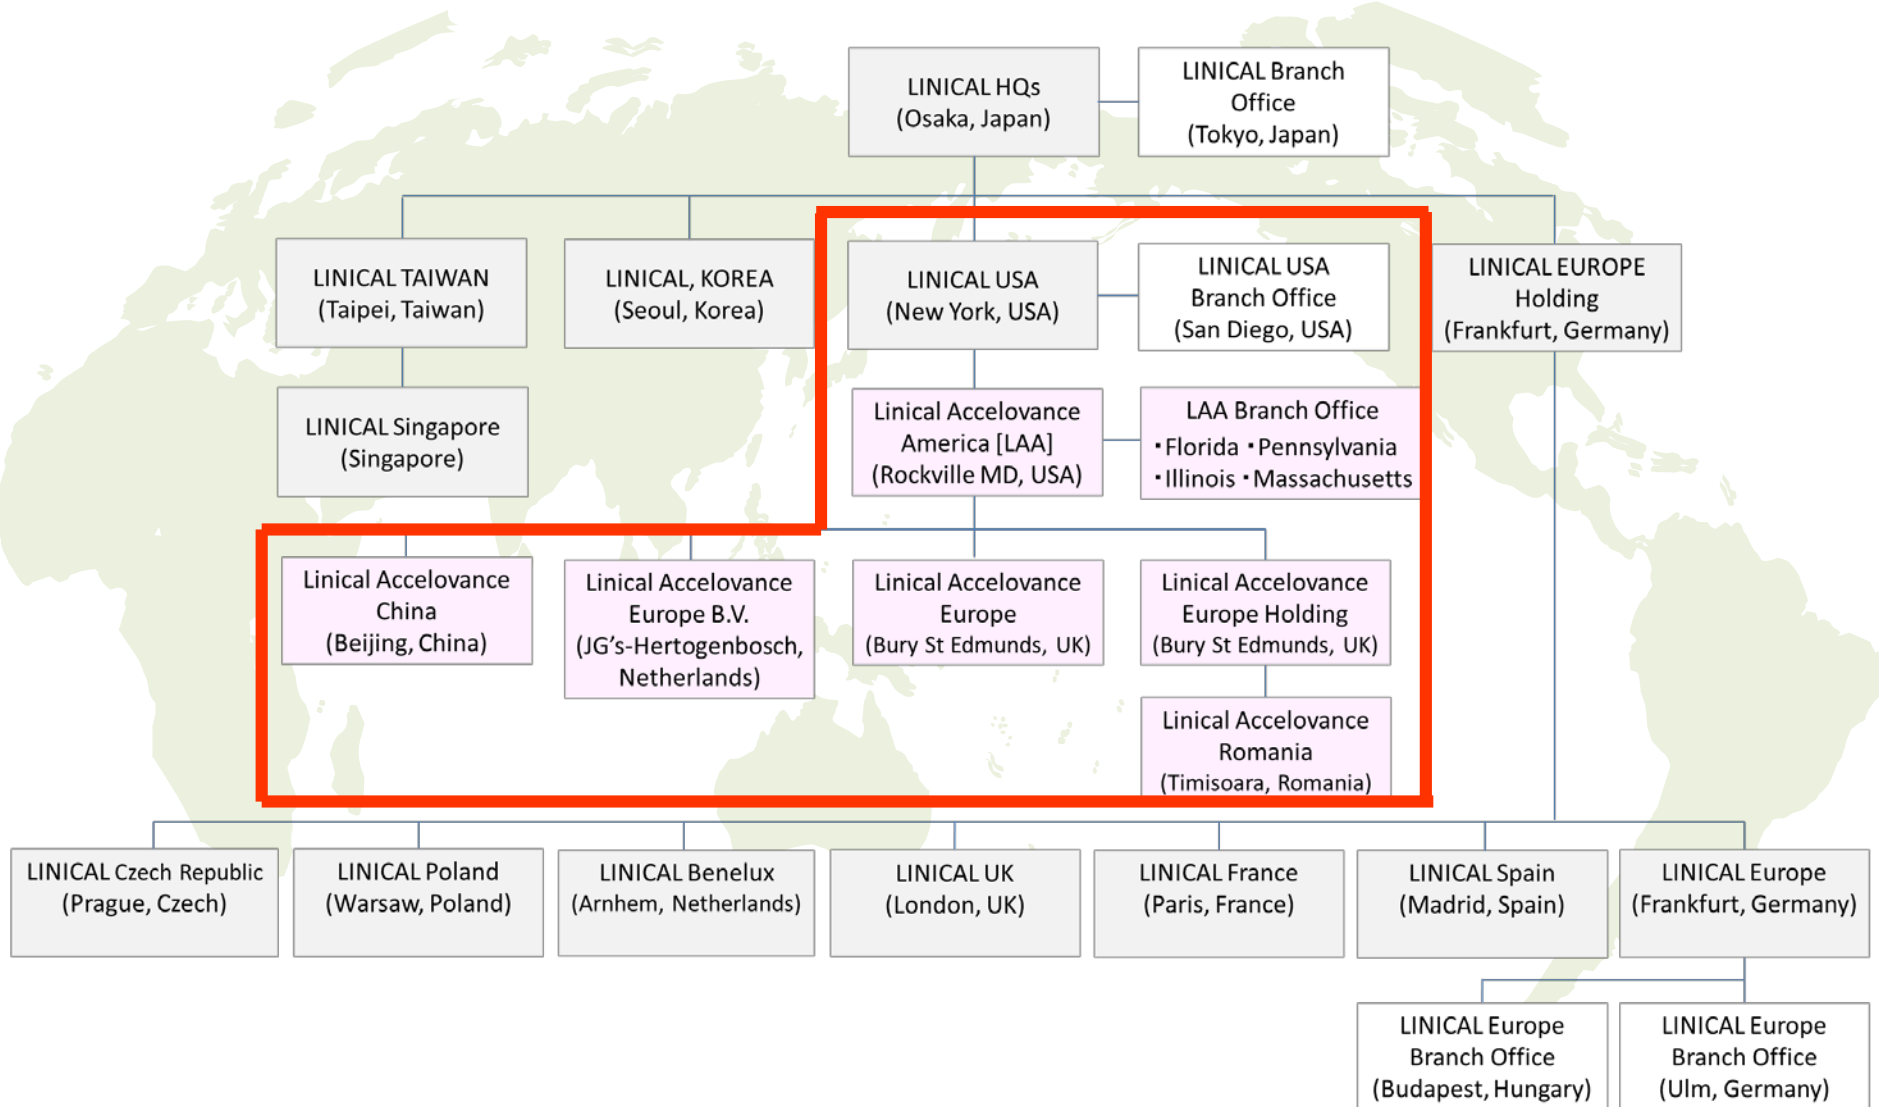 LINICAL HQs
(Osaka, Japan)
LINICAL Branch
Office
(Tokyo, Japan)
LINICAL TAIWAN
(Taipei, Taiwan)
LINICAL, KOREA
(Seoul, Korea)
LINICAL USA
(New York, USA)
LINICAL USA
Branch Office
(San Diego, USA)
LINICAL EUROPE
Holding
(Frankfurt, Germany)
LINICAL Singapore
(Singapore)
Linical Accelovance
America [LAA]
(Rockville MD, USA)
LAA Branch Office
・Florida ・Pennsylvania
・Illinois ・Massachusetts
Linical Accelovance
China
(Beijing, China)
Linical Accelovance
Europe B.V.
(JG’s-Hertogenbosch,
Netherlands)
Linical Accelovance
Europe
(Bury St Edmunds, UK)
Linical Accelovance
Europe Holding
(Bury St Edmunds, UK)
Linical Accelovance
Romania
(Timisoara, Romania)
LINICAL Czech Republic
(Prague, Czech)
LINICAL Poland
(Warsaw, Poland)
LINICAL Benelux
(Arnhem, Netherlands)
LINICAL UK
(London, UK)
LINICAL France
(Paris, France)
LINICAL Spain
(Madrid, Spain)
LINICAL Europe
(Frankfurt, Germany)
LINICAL Europe
Branch Office
(Budapest, Hungary)
LINICAL Europe
Branch Office
(Ulm, Germany)